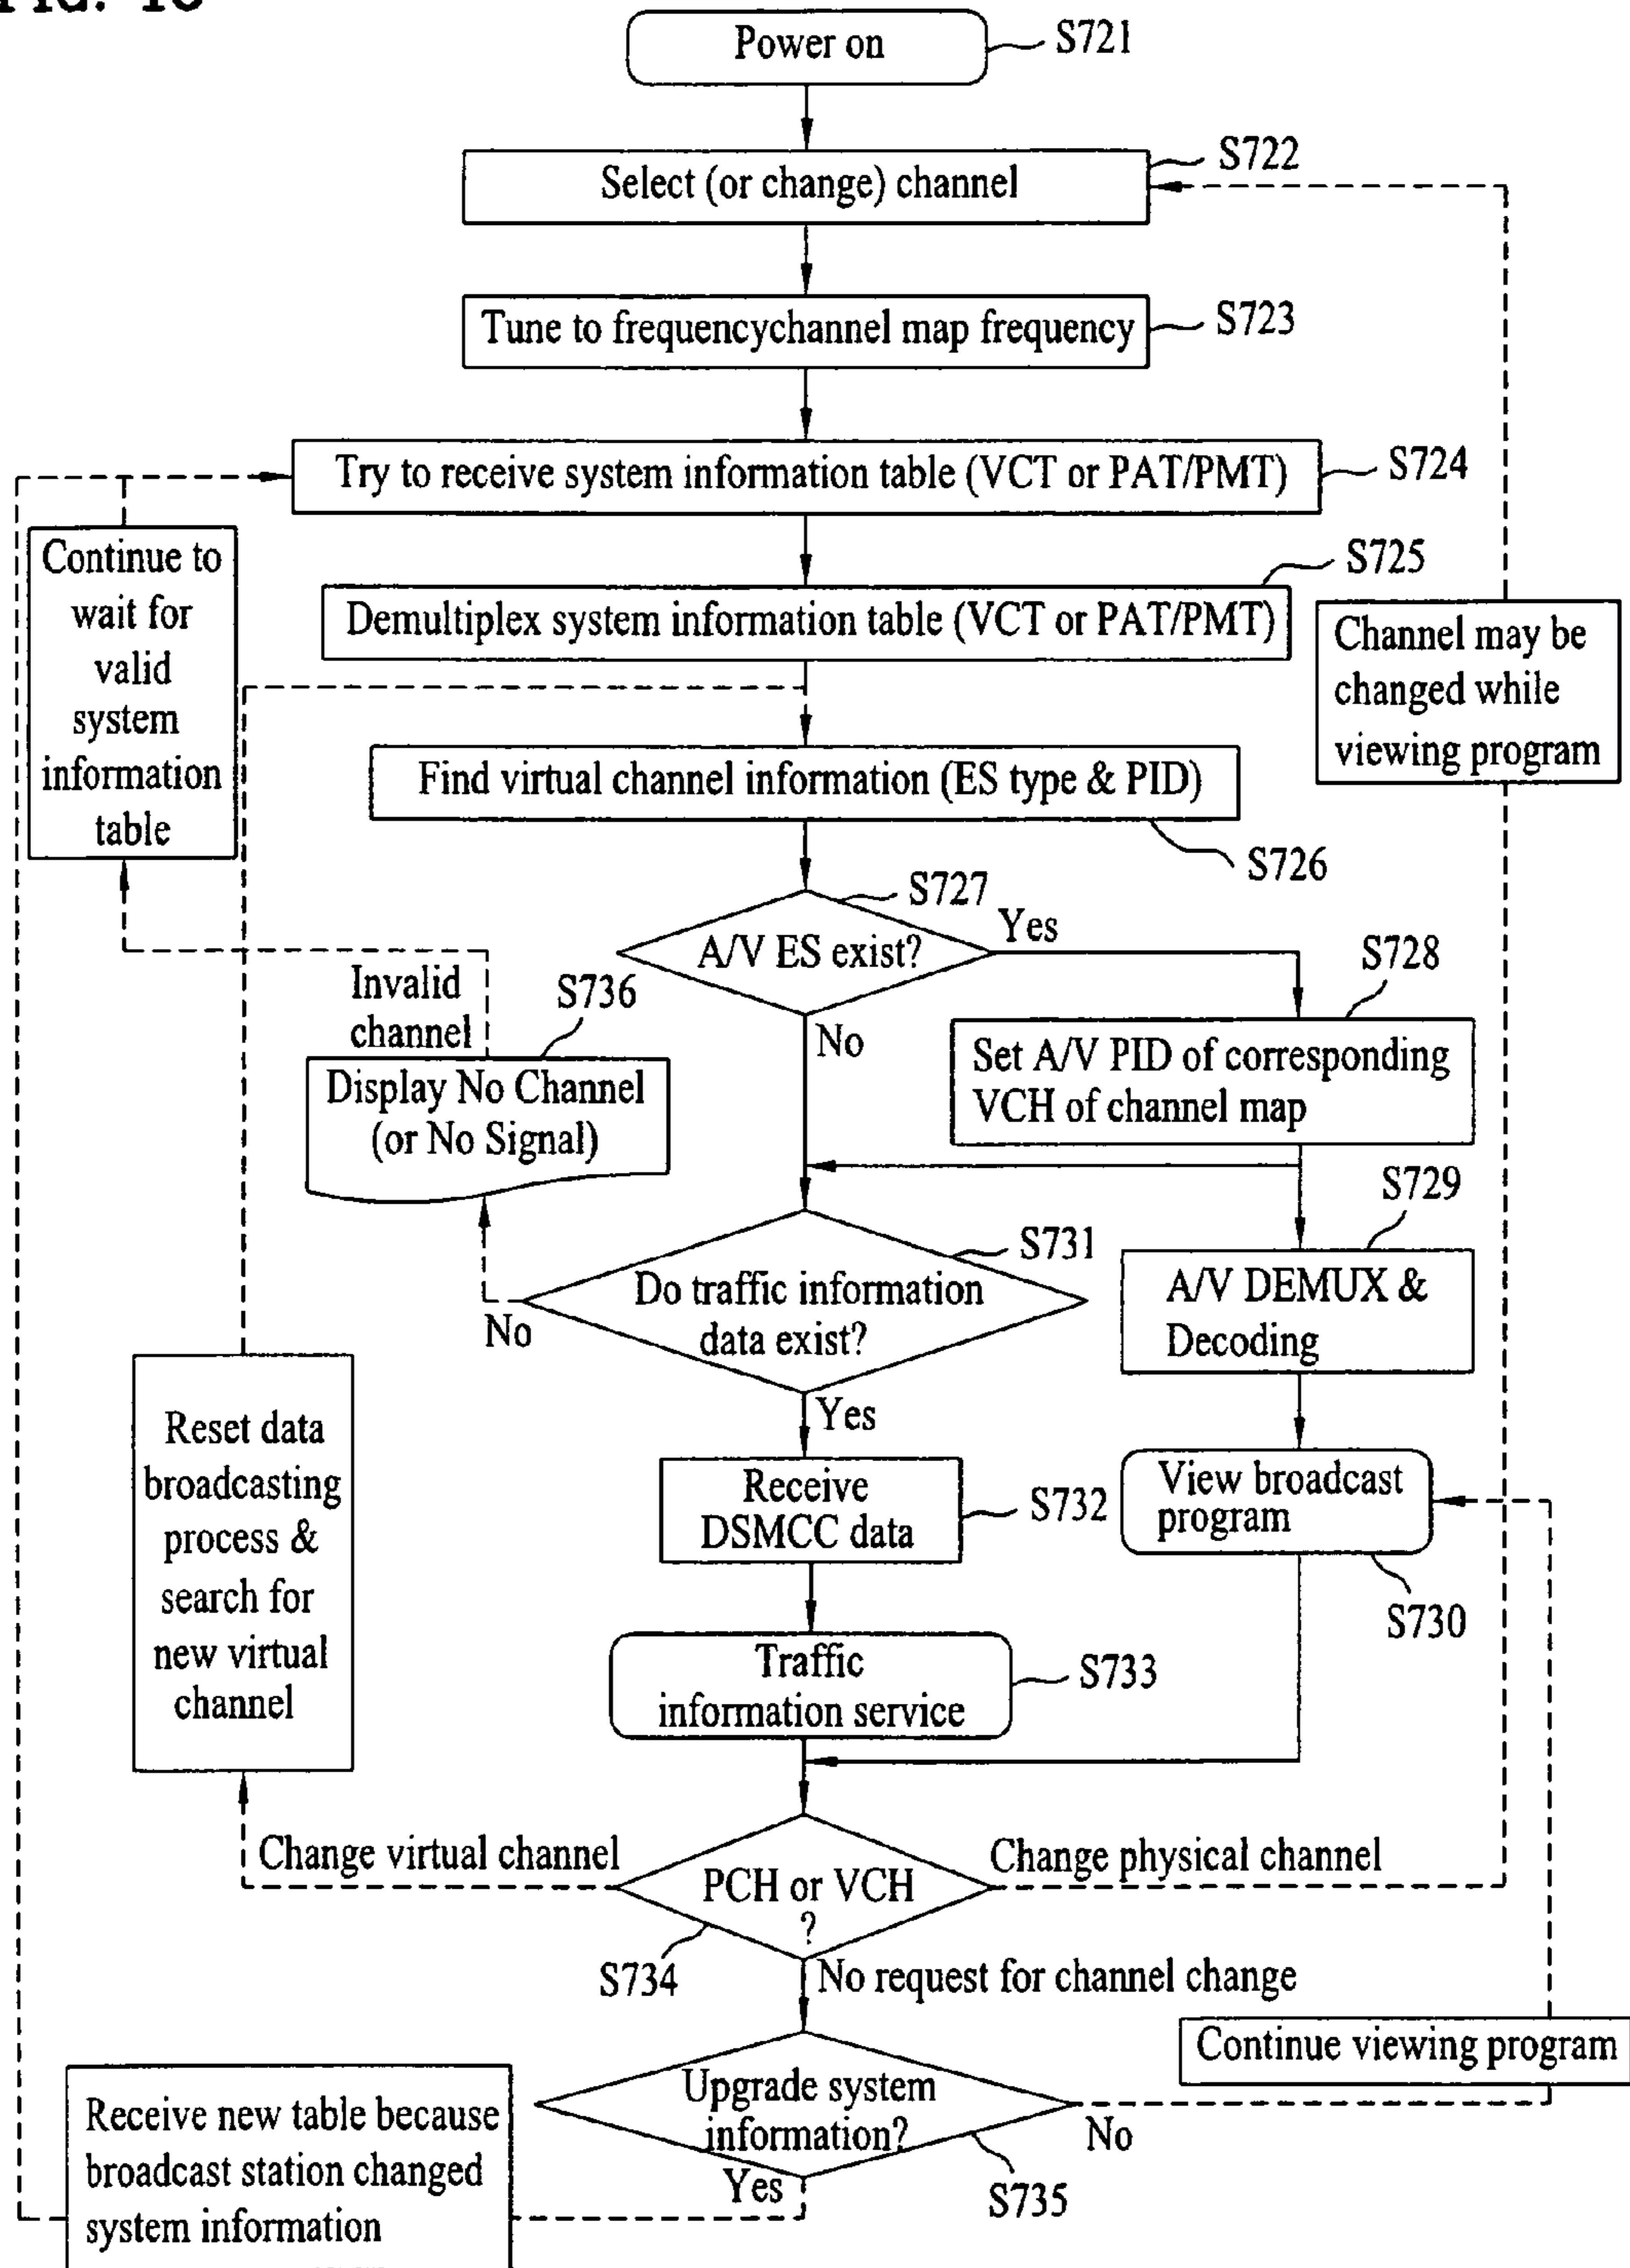 Power on
S721
Select (or change) channel
S722
Tune to frequencychannel map frequency
S723
Try to receive system information table (VCT or PAT/PMT)
S724
Continue to
wait for
valid
system
information
table
Demultiplex system information table (VCT or PAT/PMT)
S725
Channel may be
changed while
viewing program
Find virtual channel information (ES type & PID)
S726
A/V ES exist?
S727
Yes
No
Set A/V PID of corresponding
VCH of channel map
S728
Invalid
channel
S736
Display No Channel
(or No Signal)
A/V DEMUX &
Decoding
S729
Do traffic information
data exist?
S731
No
Yes
Reset data
broadcasting
process &
search for
new virtual
channel
Receive
DSMCC data
S732
View broadcast
program
S730
Traffic
information service
S733
Change virtual channel
PCH or VCH
?
Change physical channel
S734
No request for channel change
Continue viewing program
Upgrade system
information?
No
Yes
S735
Receive new table because
broadcast station changed
system information